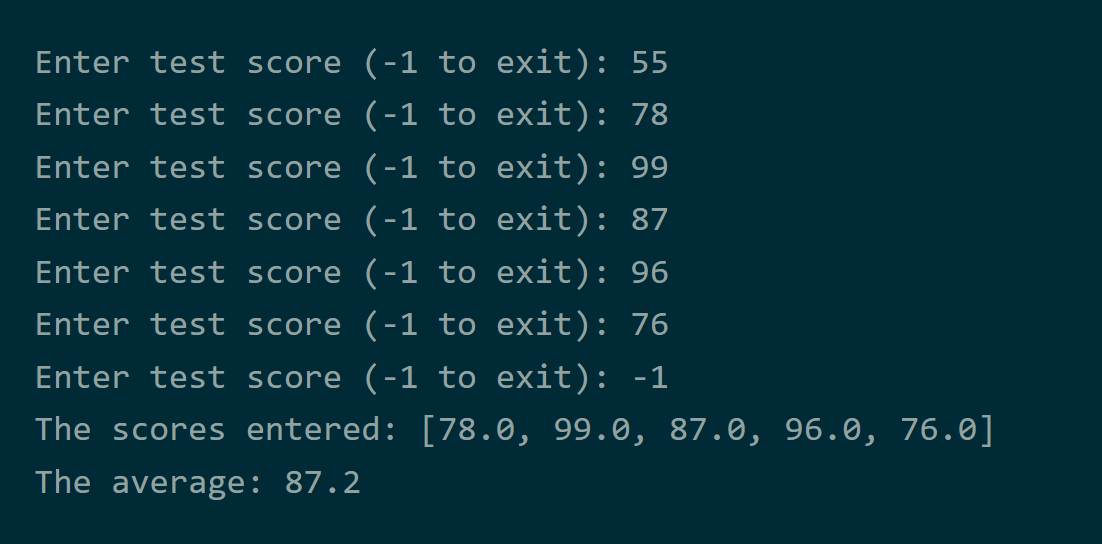 Enter test score (-1 to exit): 55
Enter test score (-1 to exit): 78
Enter test score (-1 to exit): 99
Enter test score (-1 to exit): 87
Enter test score (-1 to exit): 96
Enter test score (-1 to exit): 76
Enter test score (-1 to exit): -1
The scores entered: [78.0, 99.0, 87.0, 96.0, 76.0]
The average: 87.2